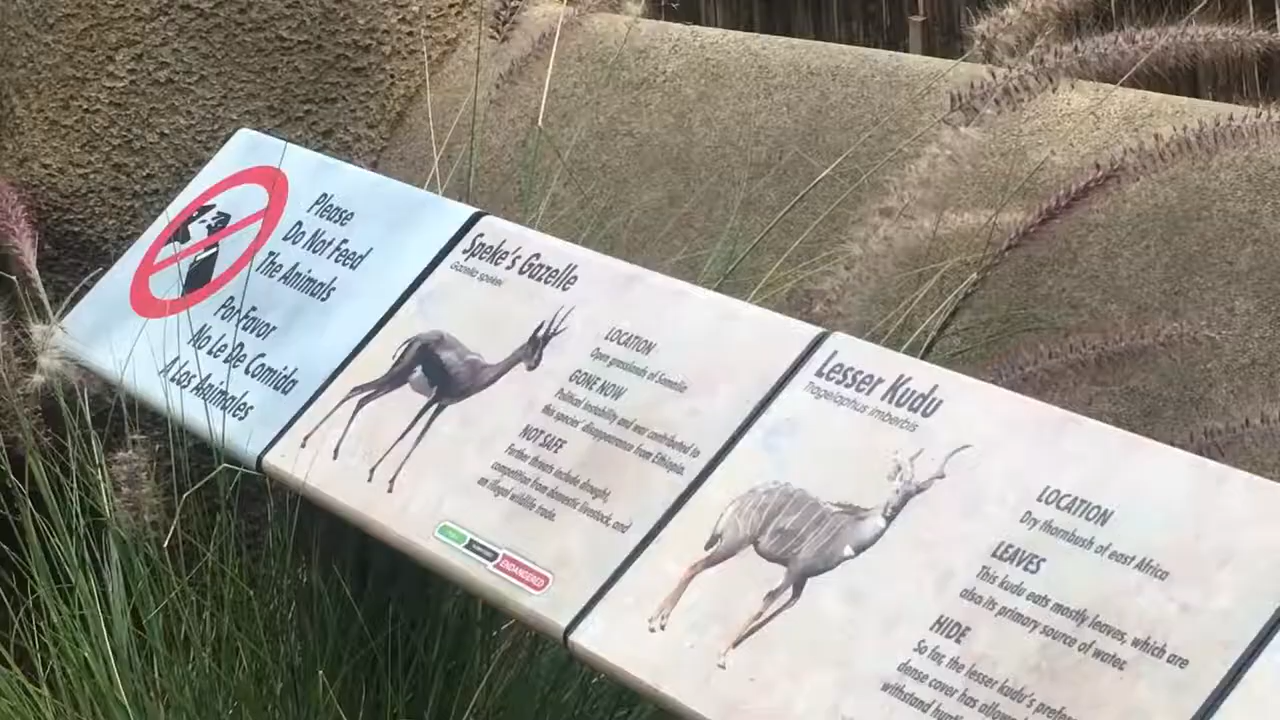 Please
Do Not Feed
The Animals
Por Favor
No Le De Comida
A Los Animales
Speke's Gazelle
Gazella spekei
LOCATION
Open grasslands of Somalia
GONE NOW
Political instability and war contributed to
this species' disappearance from Ethiopia.
NOT SAFE
Further threats include drought,
competition from domestic livestock, and
an illegal wildlife trade.
ENDANGERED
Lesser Kudu
Tragelaphus imberbis
LOCATION
Dry thornbush of east Africa
LEAVES
This kudu eats mostly leaves, which are
also its primary source of water.
HIDE
So far, the lesser kudu's
dense cover has
withstand